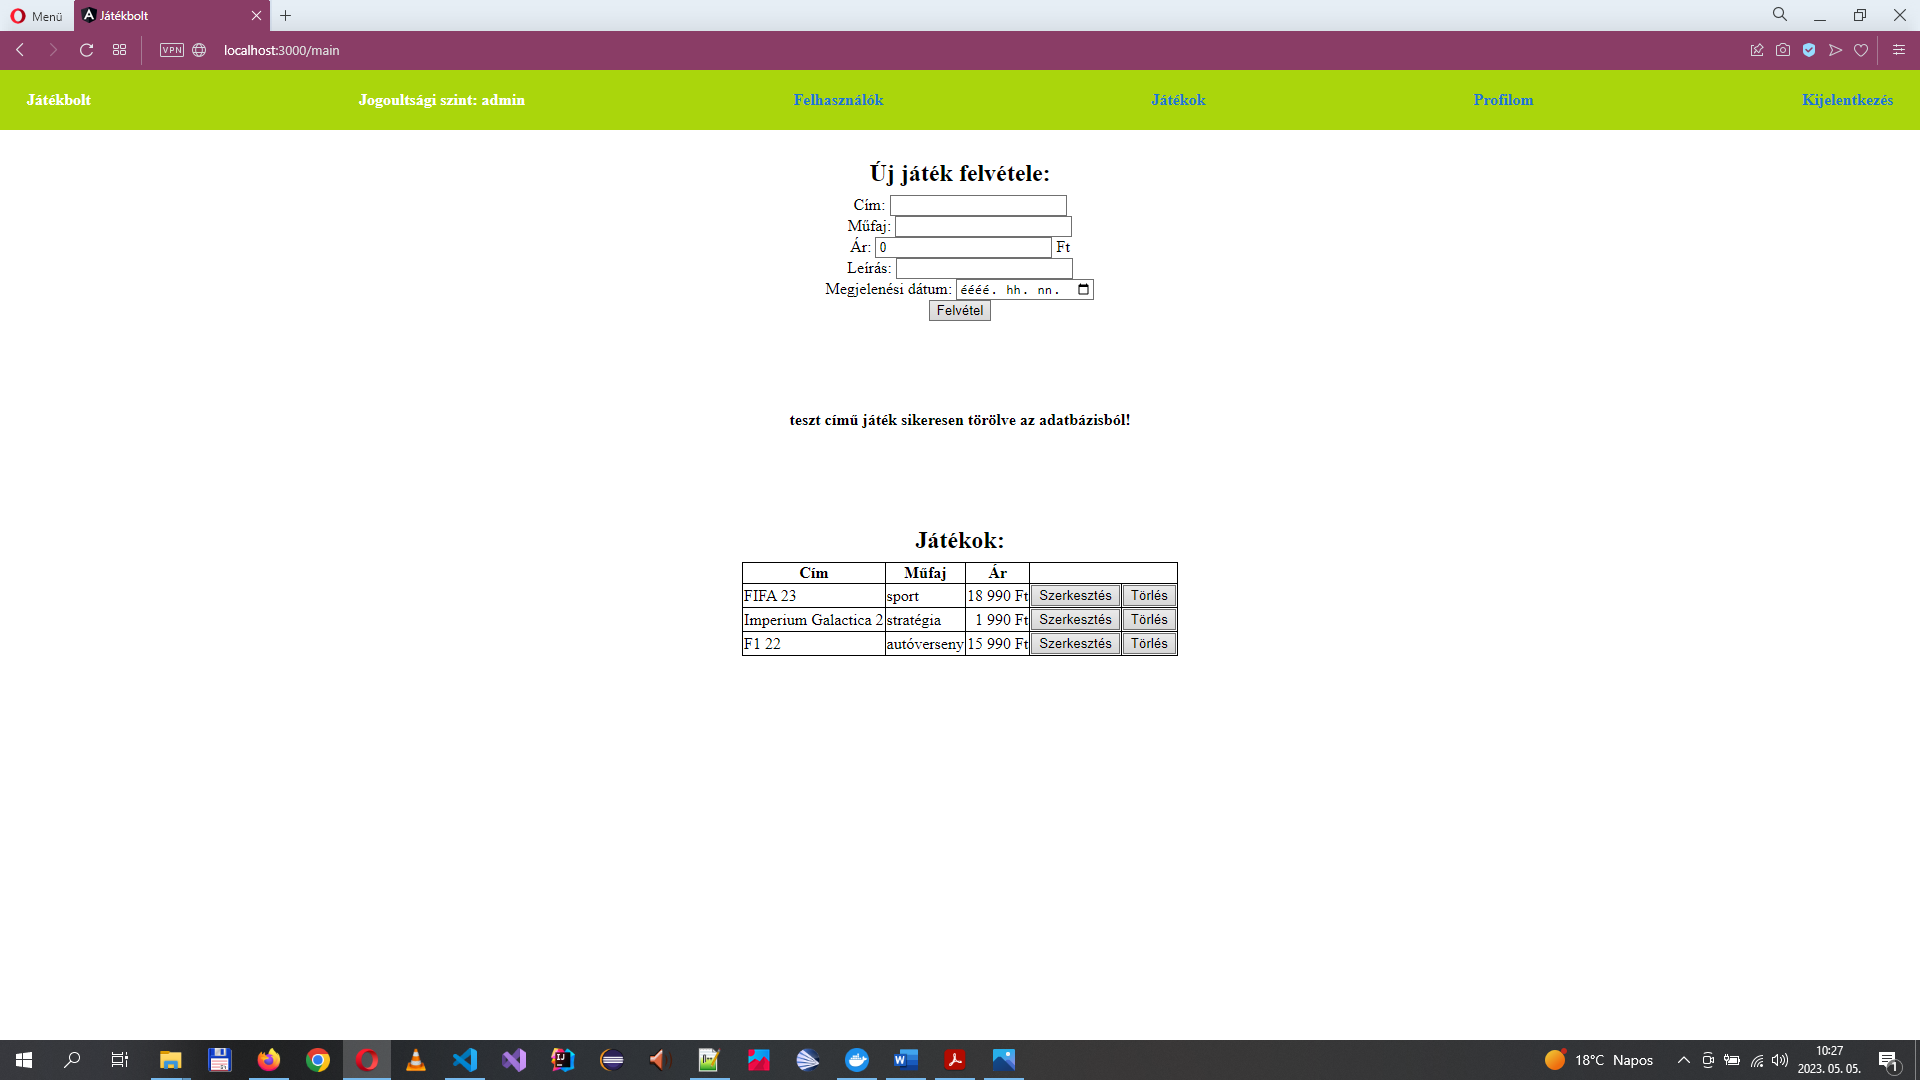 Menü
Játékbolt
VPN
localhost:3000/main
Játékbolt Jogoultsági szint: admin Felhasználók Játékok Profilom Kijelentkezés
Új játék felvétele:
Cím:
Műfaj:
Ár: 0 Ft
Leírás:
Megjelenési dátum: éééé. hh. nn.
Felvétel
teszt című játék sikeresen törölve az adatbázisból!
Játékok:
Cím Műfaj Ár
FIFA 23 sport 18 990 Ft Szerkesztés Törlés
Imperium Galactica 2 stratégia 1 990 Ft Szerkesztés Törlés
F1 22 autóverseny 15 990 Ft Szerkesztés Törlés
18°C Napos
10:27
2023. 05. 05.
1